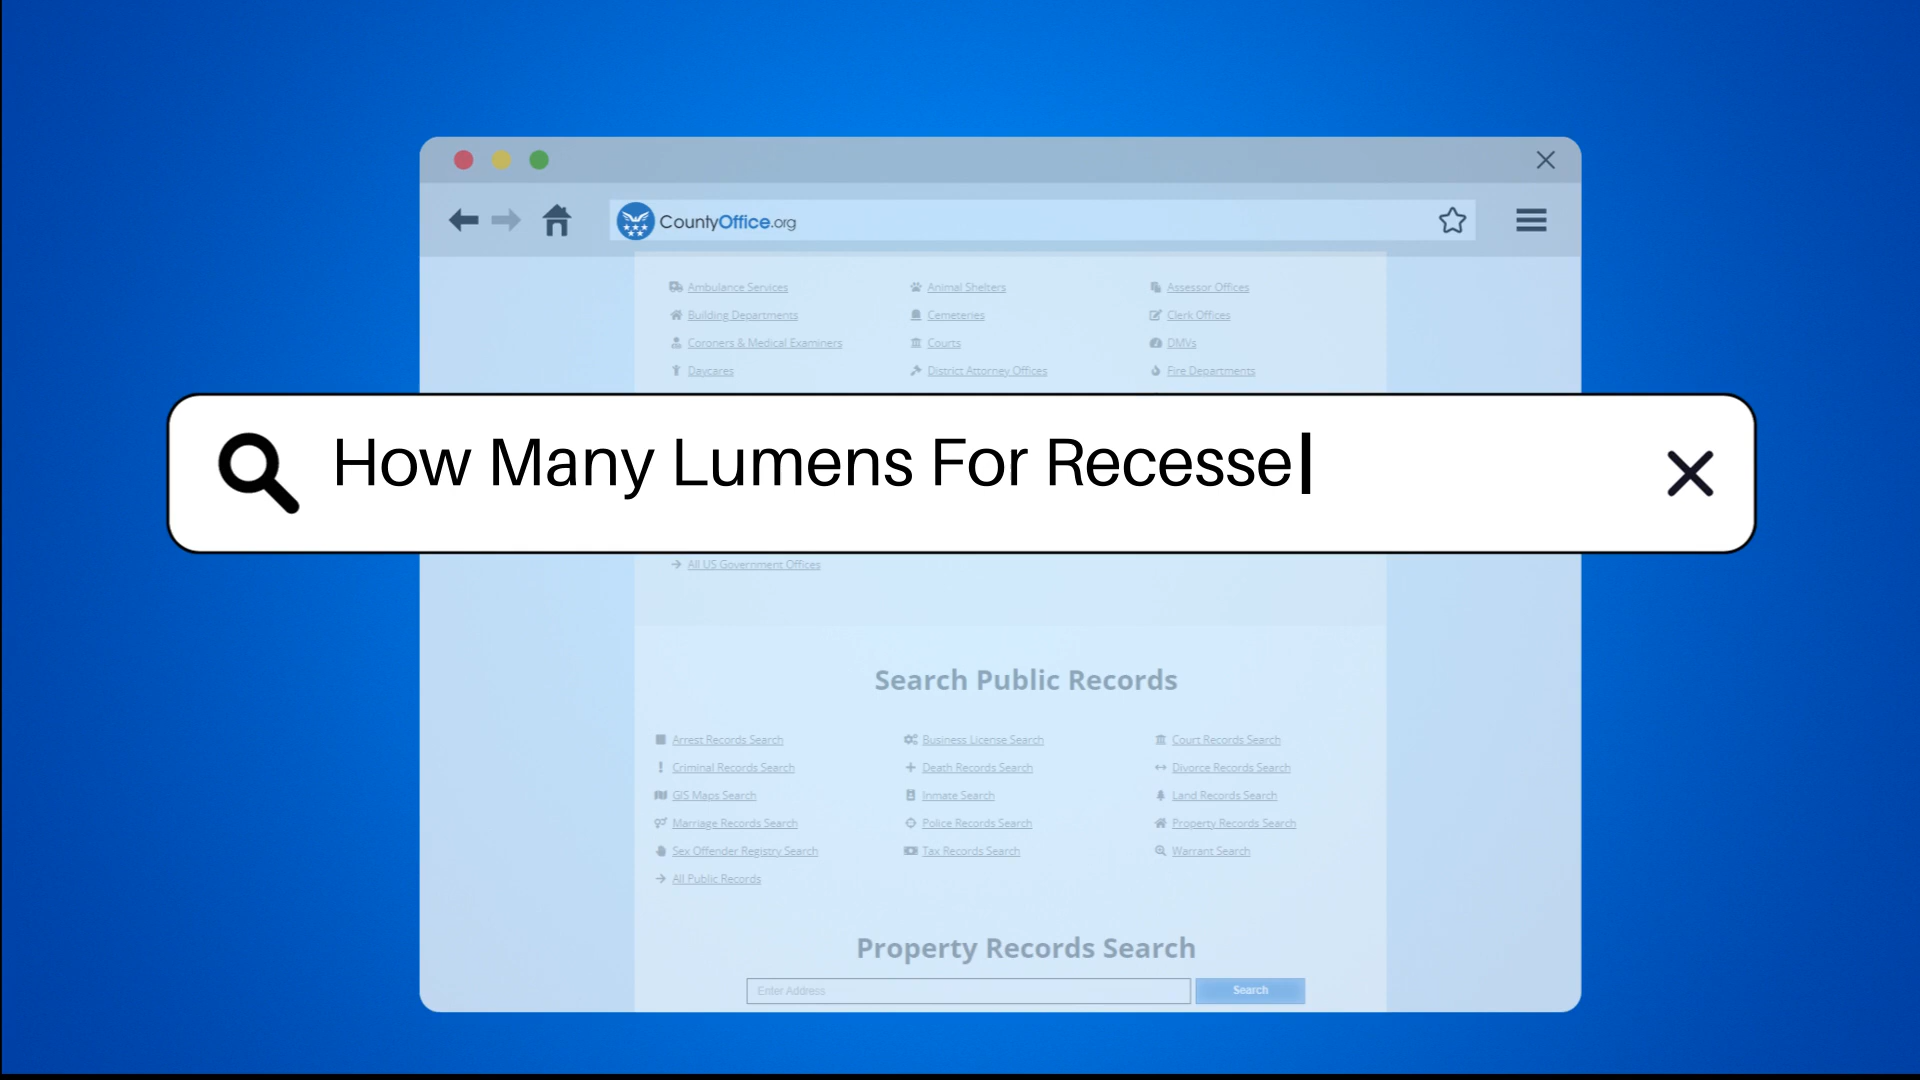 CountyOffice.org
Ambulance Services Animal Shelters Assessor Offices
Building Departments Cemeteries Clerk Offices
Coroners & Medical Examiners Courts DMVs
Daycares District Attorney Offices Fire Departments
How Many Lumens For Recesse
All US Government Offices
Search Public Records
Arrest Records Search Business License Search Court Records Search
Criminal Records Search Death Records Search Divorce Records Search
GIS Maps Search Inmate Search Land Records Search
Marriage Records Search Police Records Search Property Records Search
Sex Offender Registry Search Tax Records Search Warrant Search
All Public Records
Property Records Search
Enter Address Search